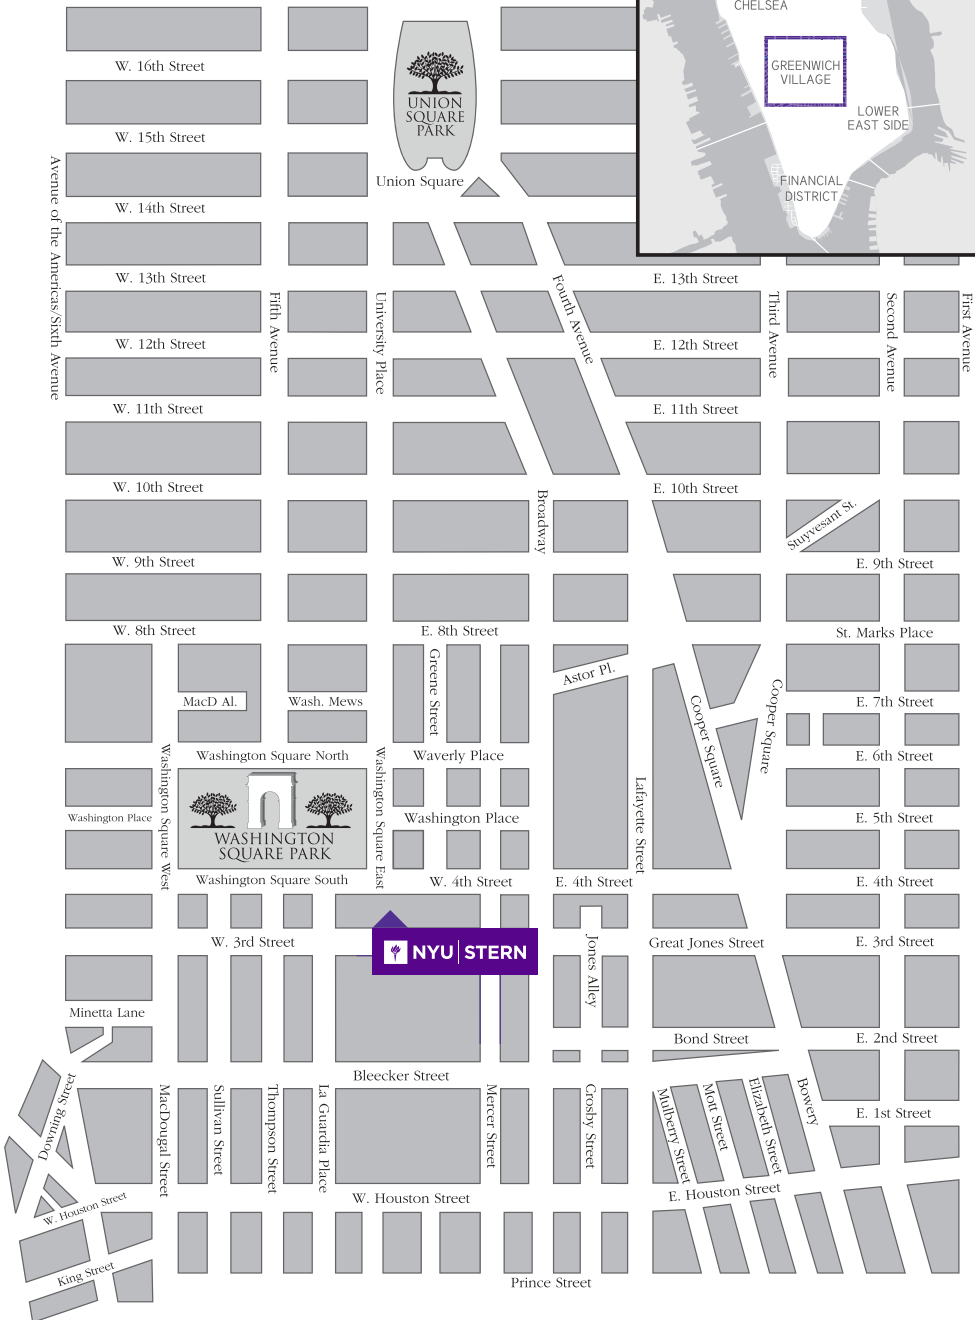 CHELSEA
GREENWICH
VILLAGE
LOWER
EAST SIDE
FINANCIAL
DISTRICT
W. 16th Street
UNION
SQUARE
PARK
W. 15th Street
Union Square
W. 14th Street
Avenue of the Americas/Sixth Avenue
W. 13th Street
E. 13th Street
Fifth Avenue
University Place
Fourth Avenue
Third Avenue
Second Avenue
First Avenue
W. 12th Street
E. 12th Street
W. 11th Street
E. 11th Street
W. 10th Street
E. 10th Street
Broadway
Stuyvesant St.
W. 9th Street
E. 9th Street
W. 8th Street
E. 8th Street
St. Marks Place
Greene Street
Astor Pl.
MacD Al.
Wash. Mews
E. 7th Street
Cooper Square
Cooper Square
Washington Square North
Waverly Place
E. 6th Street
Washington Square West
Washington Square East
Lafayette Street
Washington Place
WASHINGTON
SQUARE PARK
Washington Place
E. 5th Street
Washington Square South
W. 4th Street
E. 4th Street
E. 4th Street
W. 3rd Street
NYU STERN
Jones Alley
Great Jones Street
E. 3rd Street
Minetta Lane
Bond Street
E. 2nd Street
Bleecker Street
Downing Street
MacDougal Street
Sullivan Street
Thompson Street
La Guardia Place
Mercer Street
Crosby Street
Mulberry Street
Mott Street
Elizabeth Street
Bowery
E. 1st Street
W. Houston Street
W. Houston Street
E. Houston Street
King Street
Prince Street